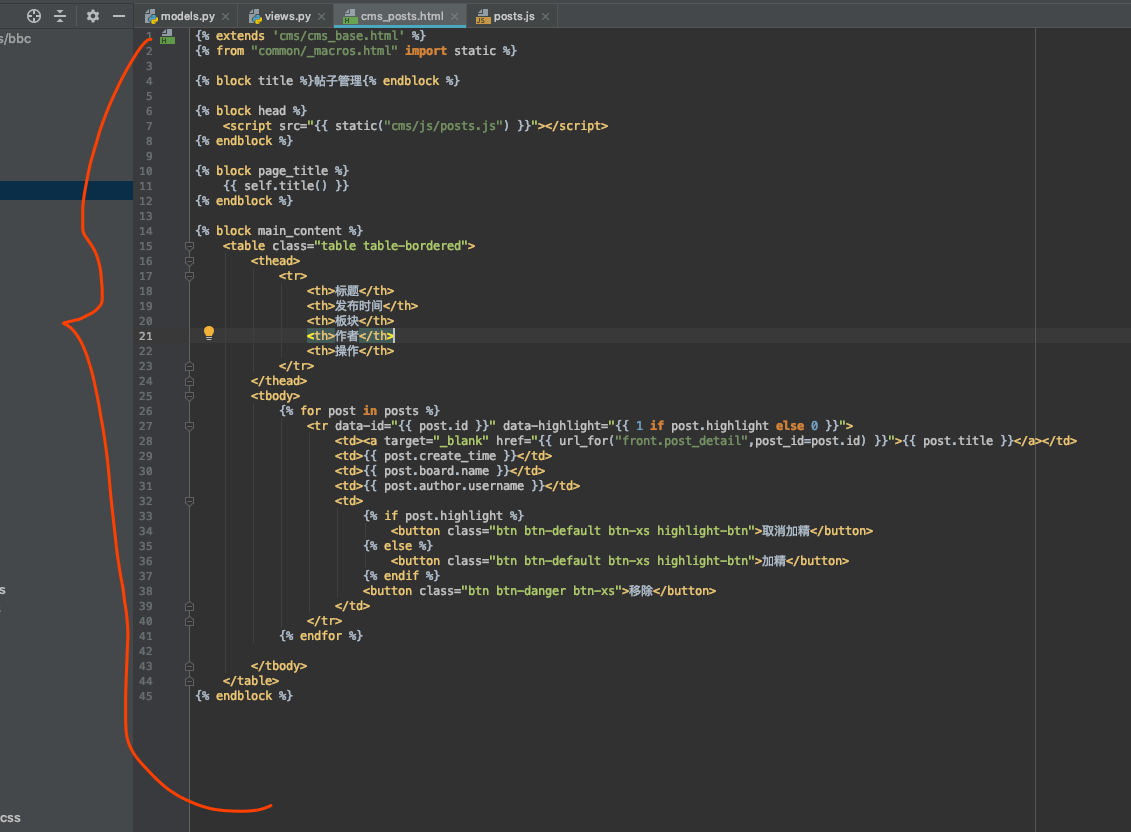 models.py views.py cms_posts.html posts.js
s/bbc
1 {% extends 'cms/cms_base.html' %}
2 {% from "common/_macros.html" import static %}
3
4 {% block title %}帖子管理{% endblock %}
5
6 {% block head %}
7 <script src="{{ static("cms/js/posts.js") }}"></script>
8 {% endblock %}
9
10 {% block page_title %}
11 {{ self.title() }}
12 {% endblock %}
13
14 {% block main_content %}
15 <table class="table table-bordered">
16 <thead>
17 <tr>
18 <th>标题</th>
19 <th>发布时间</th>
20 <th>板块</th>
21 <th>作者</th>
22 <th>操作</th>
23 </tr>
24 </thead>
25 <tbody>
26 {% for post in posts %}
27 <tr data-id="{{ post.id }}" data-highlight="{{ 1 if post.highlight else 0 }}">
28 <td><a target="_blank" href="{{ url_for("front.post_detail",post_id=post.id) }}">{{ post.title }}</a></td>
29 <td>{{ post.create_time }}</td>
30 <td>{{ post.board.name }}</td>
31 <td>{{ post.author.username }}</td>
32 <td>
33 {% if post.highlight %}
34 <button class="btn btn-default btn-xs highlight-btn">取消加精</button>
35 {% else %}
36 <button class="btn btn-default btn-xs highlight-btn">加精</button>
37 {% endif %}
38 <button class="btn btn-danger btn-xs">移除</button>
39 </td>
40 </tr>
41 {% endfor %}
42
43 </tbody>
44 </table>
45 {% endblock %}
s
css